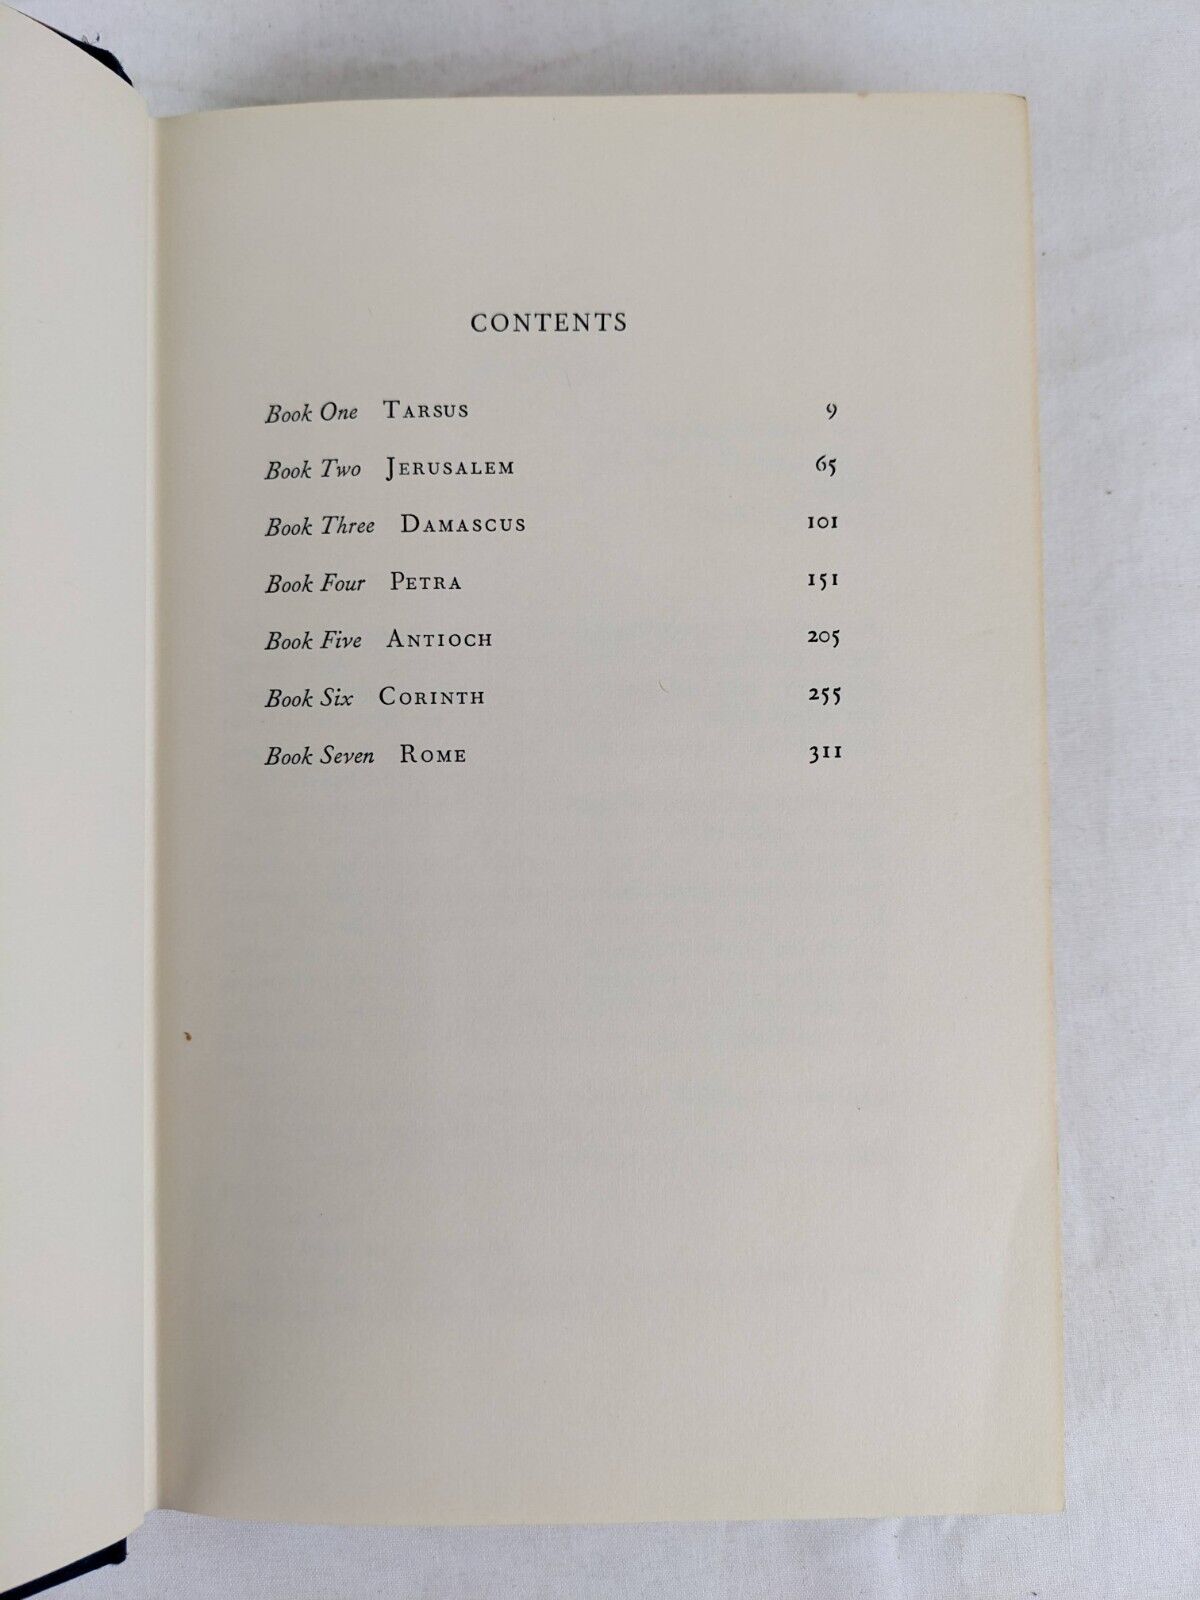 CONTENTS
Book One TARSUS 9
Book Two JERUSALEM 65
Book Three DAMASCUS 101
Book Four PETRA 151
Book Five ANTIOCH 205
Book Six CORINTH 255
Book Seven ROME 311